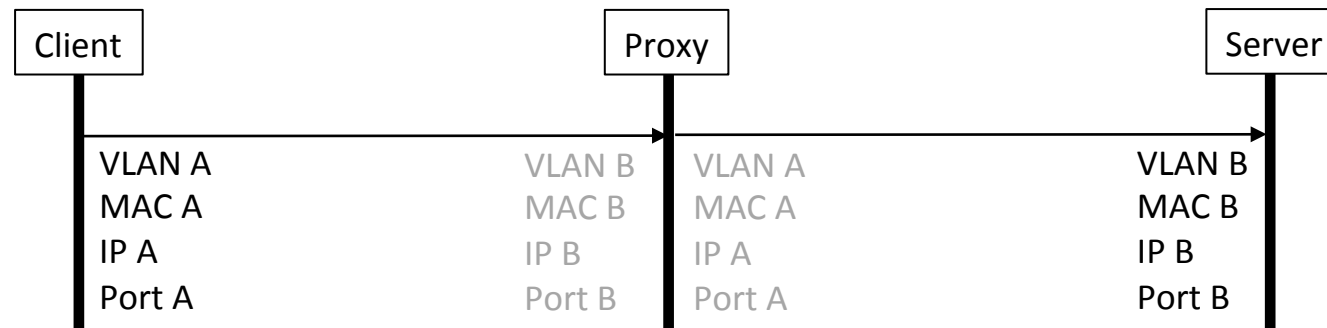 Client Proxy Server
VLAN A VLAN B VLAN A VLAN B
MAC A MAC B MAC A MAC B
IP A IP B IP A IP B
Port A Port B Port A Port B